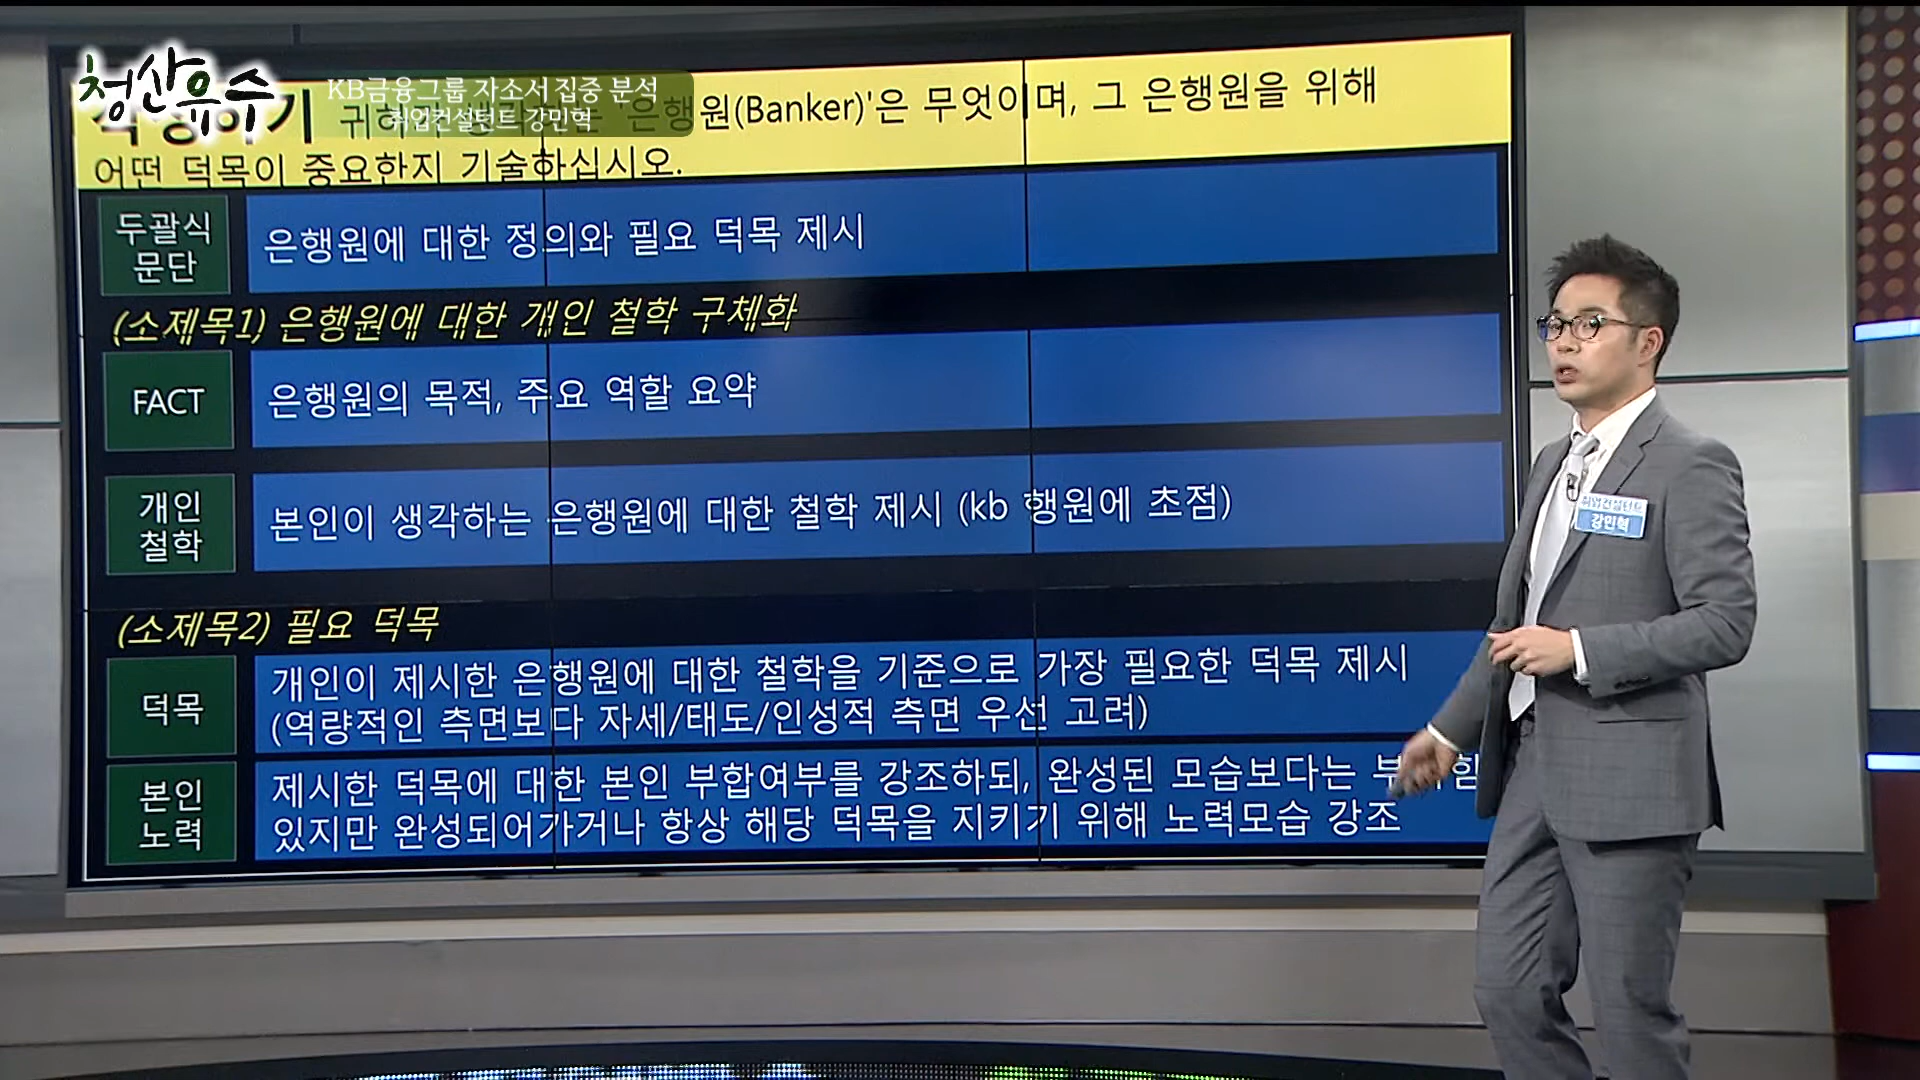 청산유수
KB금융그룹 자소서 집중 분석
취업컨설턴트 강민혁
은행원(Banker)'은 무엇이며, 그 은행원을 위해
어떤 덕목이 중요한지 기술하십시오.
두괄식
문단
은행원에 대한 정의와 필요 덕목 제시
(소제목1) 은행원에 대한 개인 철학 구체화
FACT
은행원의 목적, 주요 역할 요약
개인
철학
본인이 생각하는 은행원에 대한 철학 제시 (kb 행원에 초점)
(소제목2) 필요 덕목
덕목
개인이 제시한 은행원에 대한 철학을 기준으로 가장 필요한 덕목 제시
(역량적인 측면보다 자세/태도/인성적 측면 우선 고려)
본인
노력
제시한 덕목에 대한 본인 부합여부를 강조하되, 완성된 모습보다는
있지만 완성되어가거나 항상 해당 덕목을 지키기 위해 노력모습 강조
취업컨설턴트
강민혁